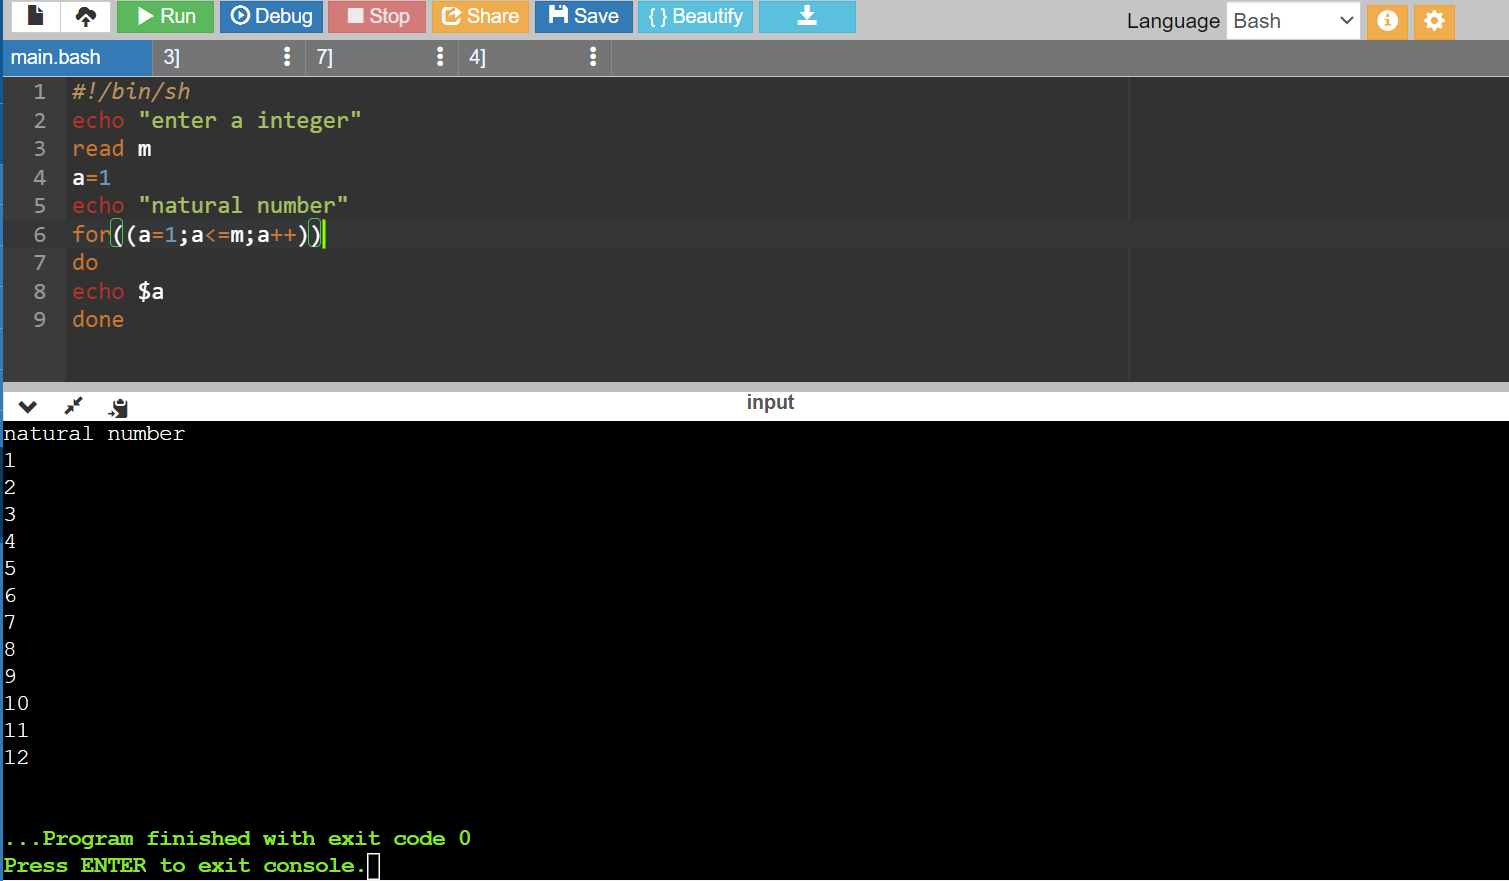 Run Debug Stop Share Save { } Beautify Language Bash
main.bash 3] 7] 4]
1 #!/bin/sh
2 echo "enter a integer"
3 read m
4 a=1
5 echo "natural number"
6 for((a=1;a<=m;a++))
7 do
8 echo $a
9 done
input
natural number
1
2
3
4
5
6
7
8
9
10
11
12
...Program finished with exit code 0
Press ENTER to exit console.